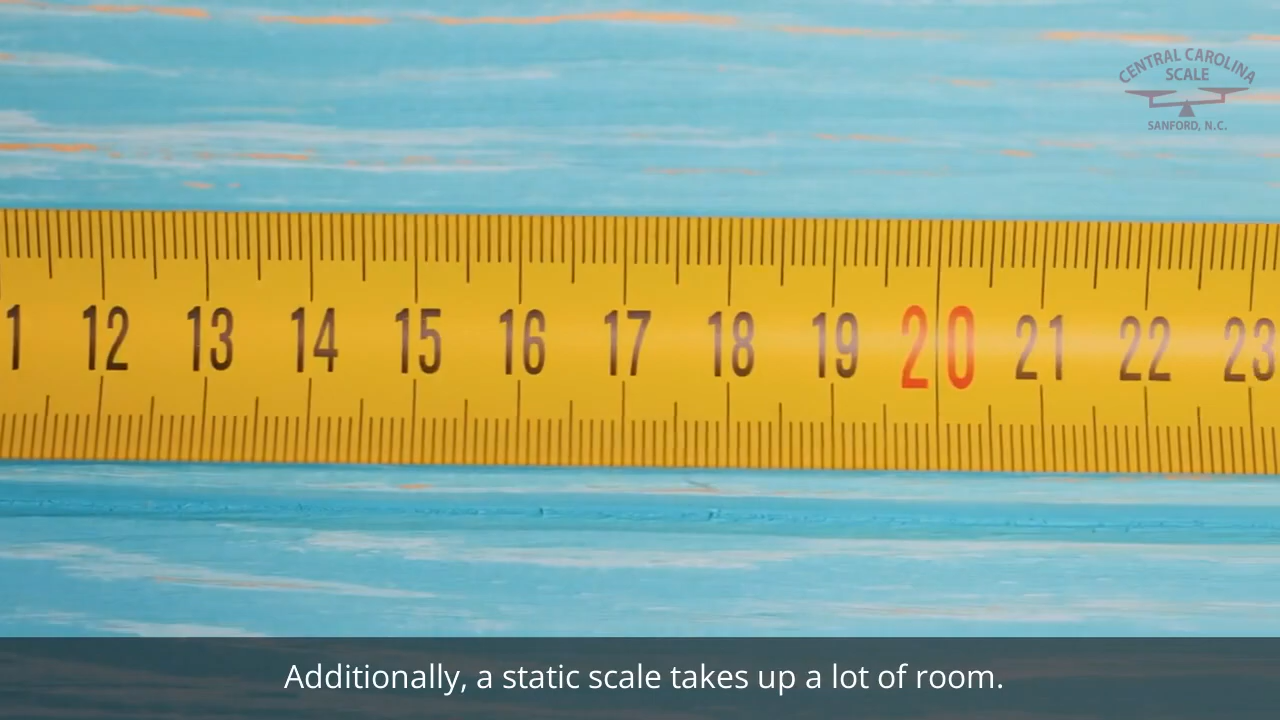 CENTRAL CAROLINA
SCALE
SANFORD, N.C.
1 12 13 14 15 16 17 18 19 20 21 22 23
Additionally, a static scale takes up a lot of room.